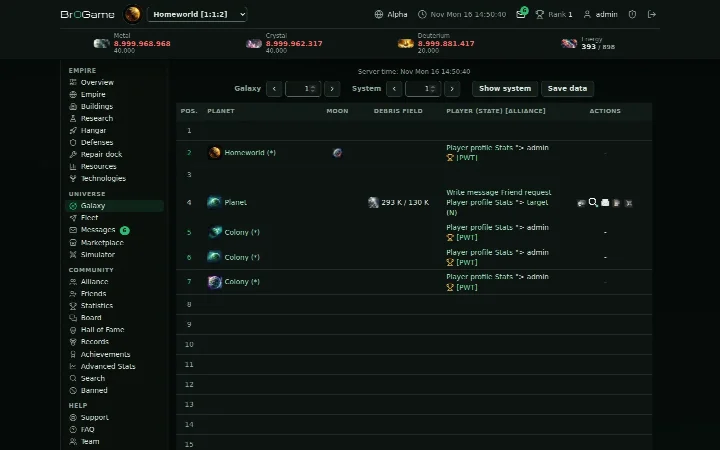 BrOGame
Homeworld [1:1:2]
Alpha
Nov Mon 16 14:50:40
6
Rank 1
admin
Metal
8.999.968.968
40.000
Crystal
8.999.962.317
40.000
Deuterium
8.999.881.417
20.000
Energy
393 / 898
EMPIRE
Overview
Empire
Buildings
Research
Hangar
Defenses
Repair dock
Resources
Technologies
UNIVERSE
Galaxy
Fleet
Messages 6
Marketplace
Simulator
COMMUNITY
Alliance
Friends
Statistics
Board
Hall of Fame
Records
Achievements
Advanced Stats
Search
Banned
HELP
Support
FAQ
Team
Server time: Nov Mon 16 14:50:40
Galaxy ‹ 1 › System ‹ 1 › Show system Save data
POS. PLANET MOON DEBRIS FIELD PLAYER (STATE) [ALLIANCE] ACTIONS
1
2 Homeworld (*) Player profile Stats "> admin -
[PWT]
3
4 Planet 293 K / 130 K Write message Friend request
Player profile Stats "> target
(N)
5 Colony (*) Player profile Stats "> admin -
[PWT]
6 Colony (*) Player profile Stats "> admin -
[PWT]
7 Colony (*) Player profile Stats "> admin -
[PWT]
8
9
10
11
12
13
14
15